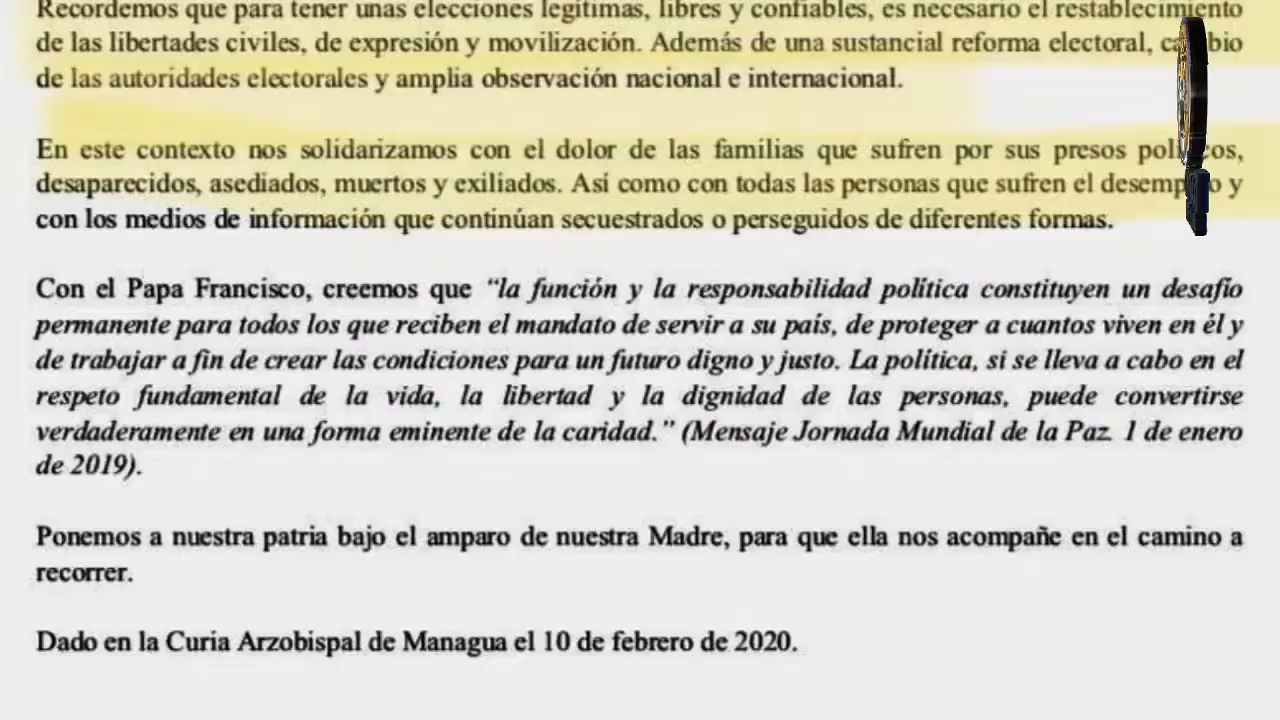 Recordemos que para tener unas elecciones legítimas, libres y confiables, es necesario el restablecimiento
de las libertades civiles, de expresión y movilización. Además de una sustancial reforma electoral,
de las autoridades electorales y amplia observación nacional e internacional.
En este contexto nos solidarizamos con el dolor de las familias que sufren por sus presos políticos,
desaparecidos, asediados, muertos y exiliados. Así como con todas las personas que sufren el desempleo y
con los medios de información que continúan secuestrados o perseguidos de diferentes formas.
Con el Papa Francisco, creemos que “la función y la responsabilidad política constituyen un desafío
permanente para todos los que reciben el mandato de servir a su país, de proteger a cuantos viven en él y
de trabajar a fin de crear las condiciones para un futuro digno y justo. La política, si se lleva a cabo en el
respeto fundamental de la vida, la libertad y la dignidad de las personas, puede convertirse
verdaderamente en una forma eminente de la caridad.” (Mensaje Jornada Mundial de la Paz. 1 de enero
de 2019).
Ponemos a nuestra patria bajo el amparo de nuestra Madre, para que ella nos acompañe en el camino a
recorrer.
Dado en la Curia Arzobispal de Managua el 10 de febrero de 2020.